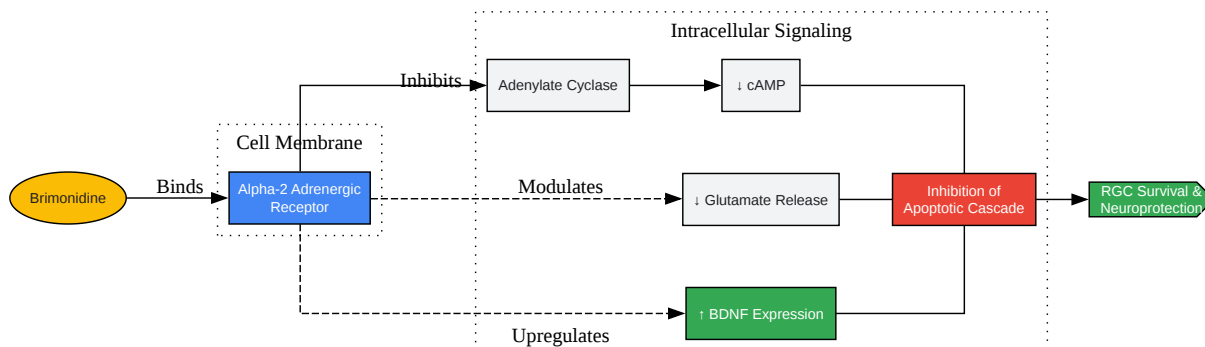 Intracellular Signaling
Inhibits
Adenylate Cyclase
↓ cAMP
Cell Membrane
Brimonidine
Binds
Alpha-2 Adrenergic
Receptor
Modulates
↓ Glutamate Release
Inhibition of
Apoptotic Cascade
RGC Survival &
Neuroprotection
↑ BDNF Expression
Upregulates